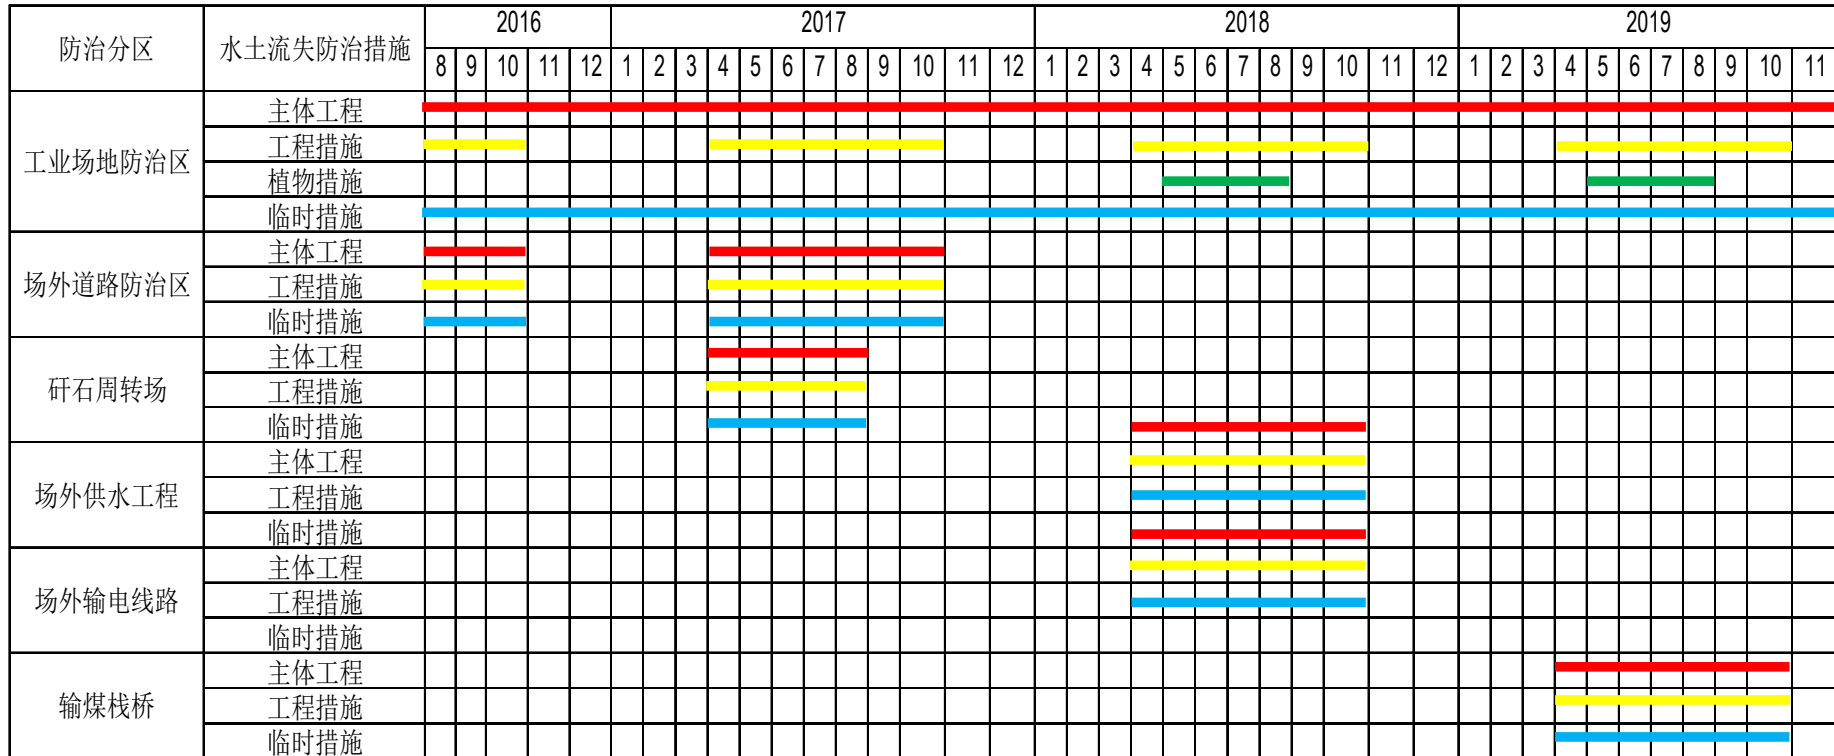 防治分区 水土流失防治措施 2016 2017 2018 2019
8 9 10 11 12 1 2 3 4 5 6 7 8 9 10 11 12 1 2 3 4 5 6 7 8 9 10 11 12 1 2 3 4 5 6 7 8 9 10 11
工业场地防治区
主体工程
工程措施
植物措施
临时措施
场外道路防治区
主体工程
工程措施
临时措施
矸石周转场
主体工程
工程措施
临时措施
场外供水工程
主体工程
工程措施
临时措施
场外输电线路
主体工程
工程措施
临时措施
输煤栈桥
主体工程
工程措施
临时措施